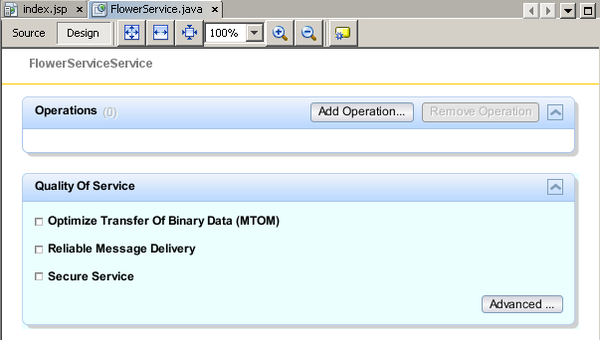 index.jsp FlowerService.java
Source Design 100%
FlowerServiceService
Operations (0) Add Operation... Remove Operation
Quality Of Service
Optimize Transfer Of Binary Data (MTOM)
Reliable Message Delivery
Secure Service
Advanced ...